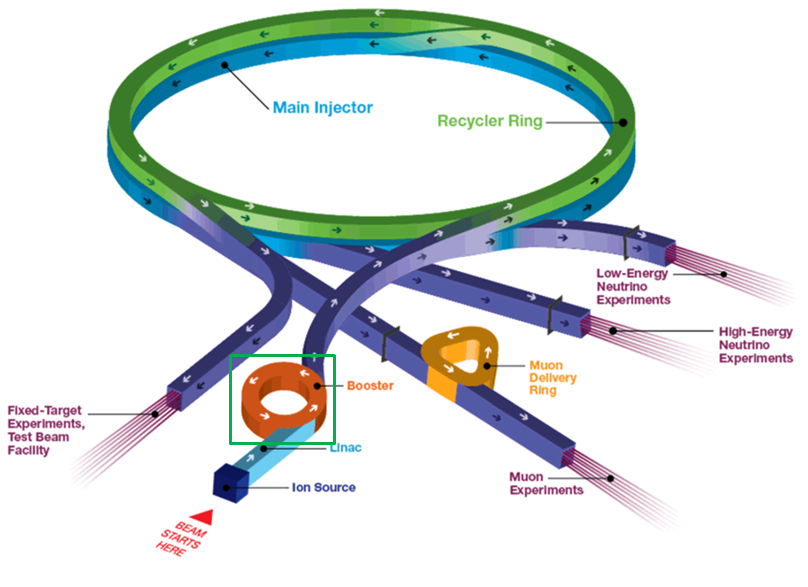 Main Injector
Recycler Ring
Low-Energy
Neutrino
Experiments
High-Energy
Neutrino
Experiments
Muon
Delivery
Ring
Booster
Fixed-Target
Experiments,
Test Beam
Facility
Linac
Ion Source
Muon
Experiments
BEAM
STARTS
HERE